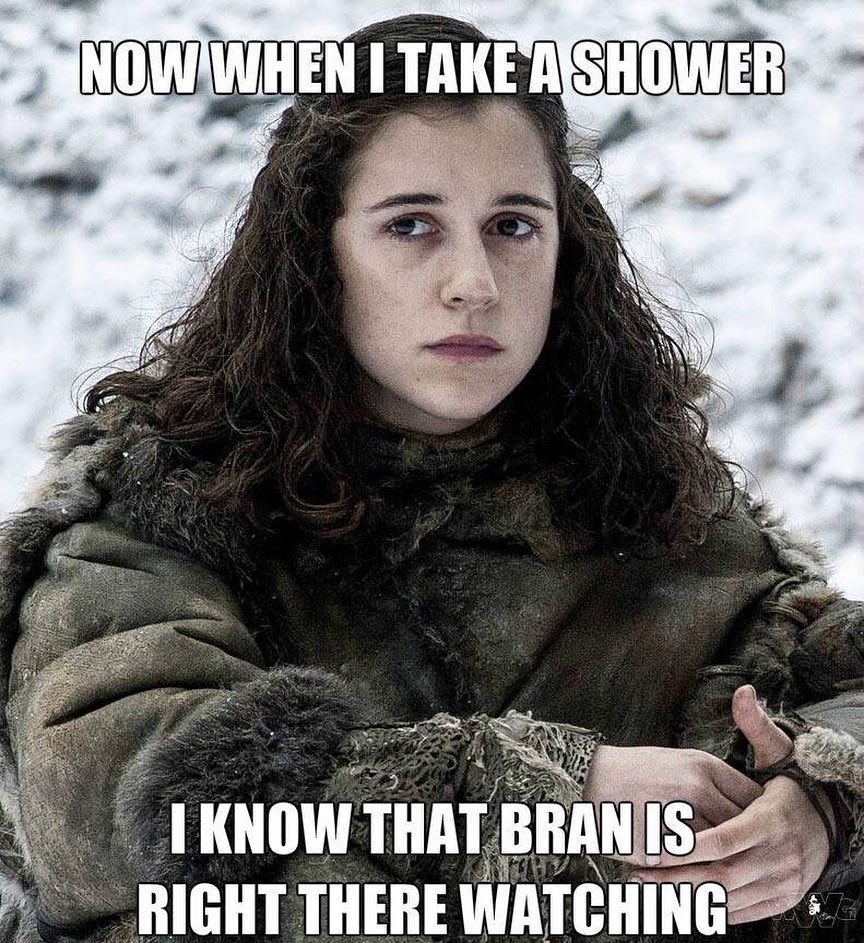 NOW WHEN I TAKE A SHOWER
I KNOW THAT BRAN IS
RIGHT THERE WATCHING